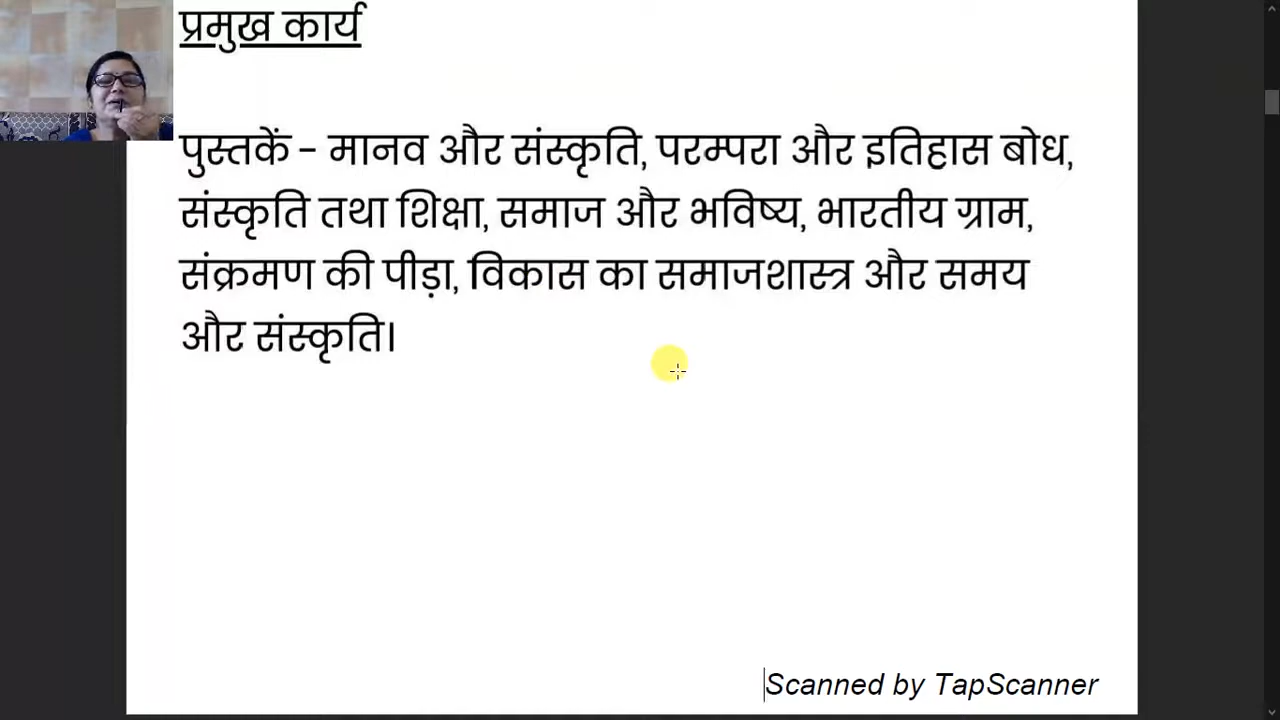 प्रमुख कार्य
पुस्तकें – मानव और संस्कृति, परम्परा और इतिहास बोध,
संस्कृति तथा शिक्षा, समाज और भविष्य, भारतीय ग्राम,
संक्रमण की पीड़ा, विकास का समाजशास्त्र और समय
और संस्कृति।
Scanned by TapScanner